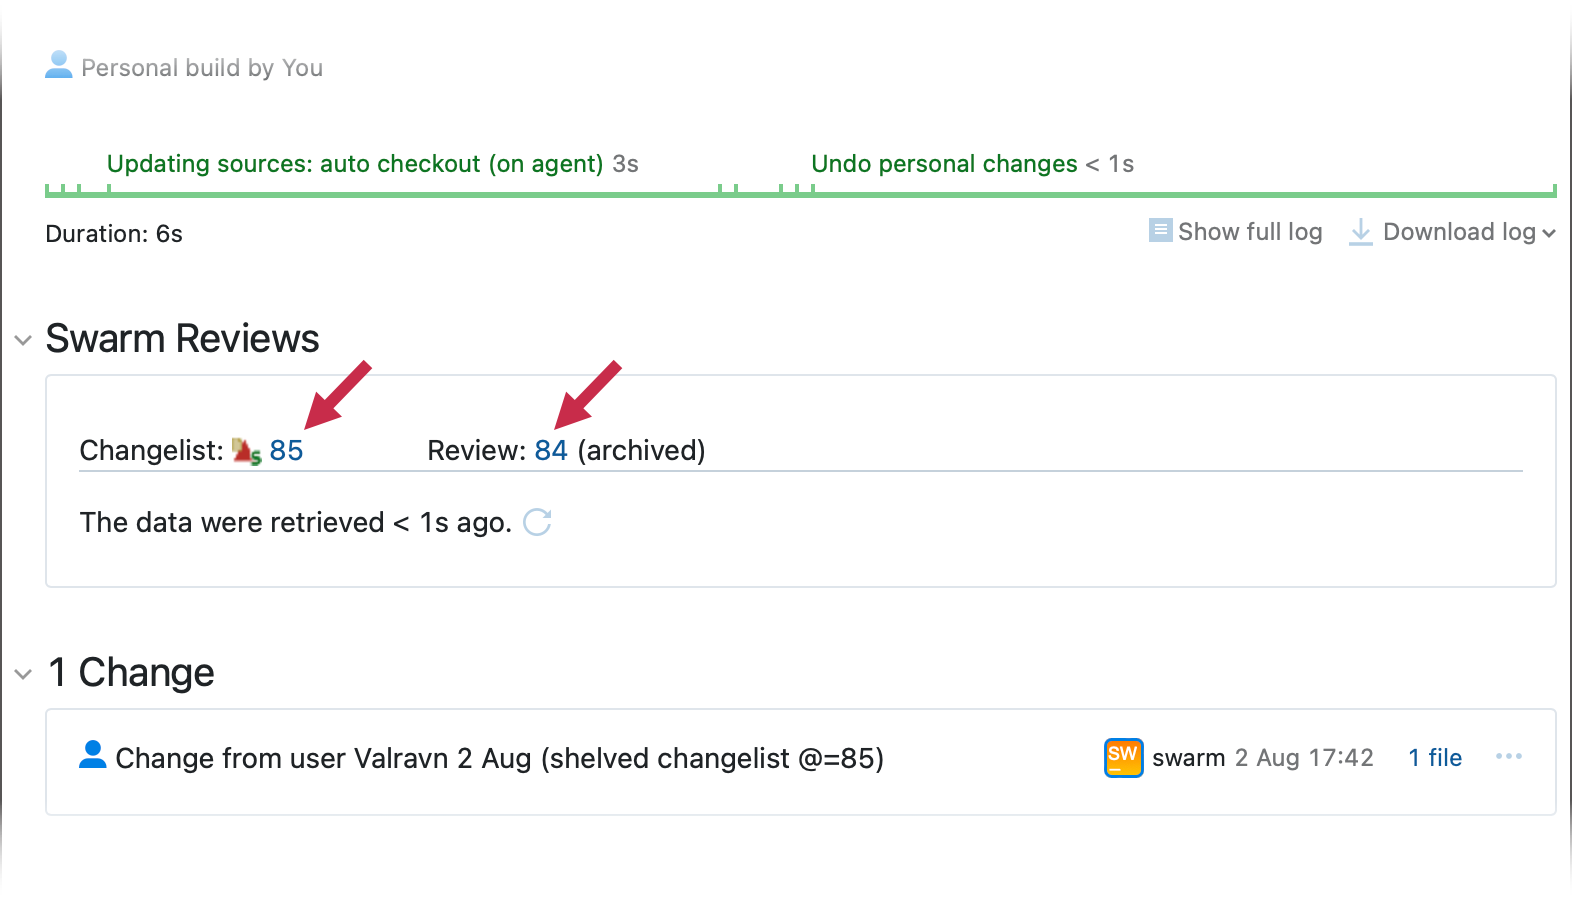 Personal build by You
Updating sources: auto checkout (on agent) 3s Undo personal changes < 1s
Duration: 6s Show full log Download log
Swarm Reviews
Changelist: 85 Review: 84 (archived)
The data were retrieved < 1s ago.
1 Change
Change from user Valravn 2 Aug (shelved changelist @=85) SW swarm 2 Aug 17:42 1 file